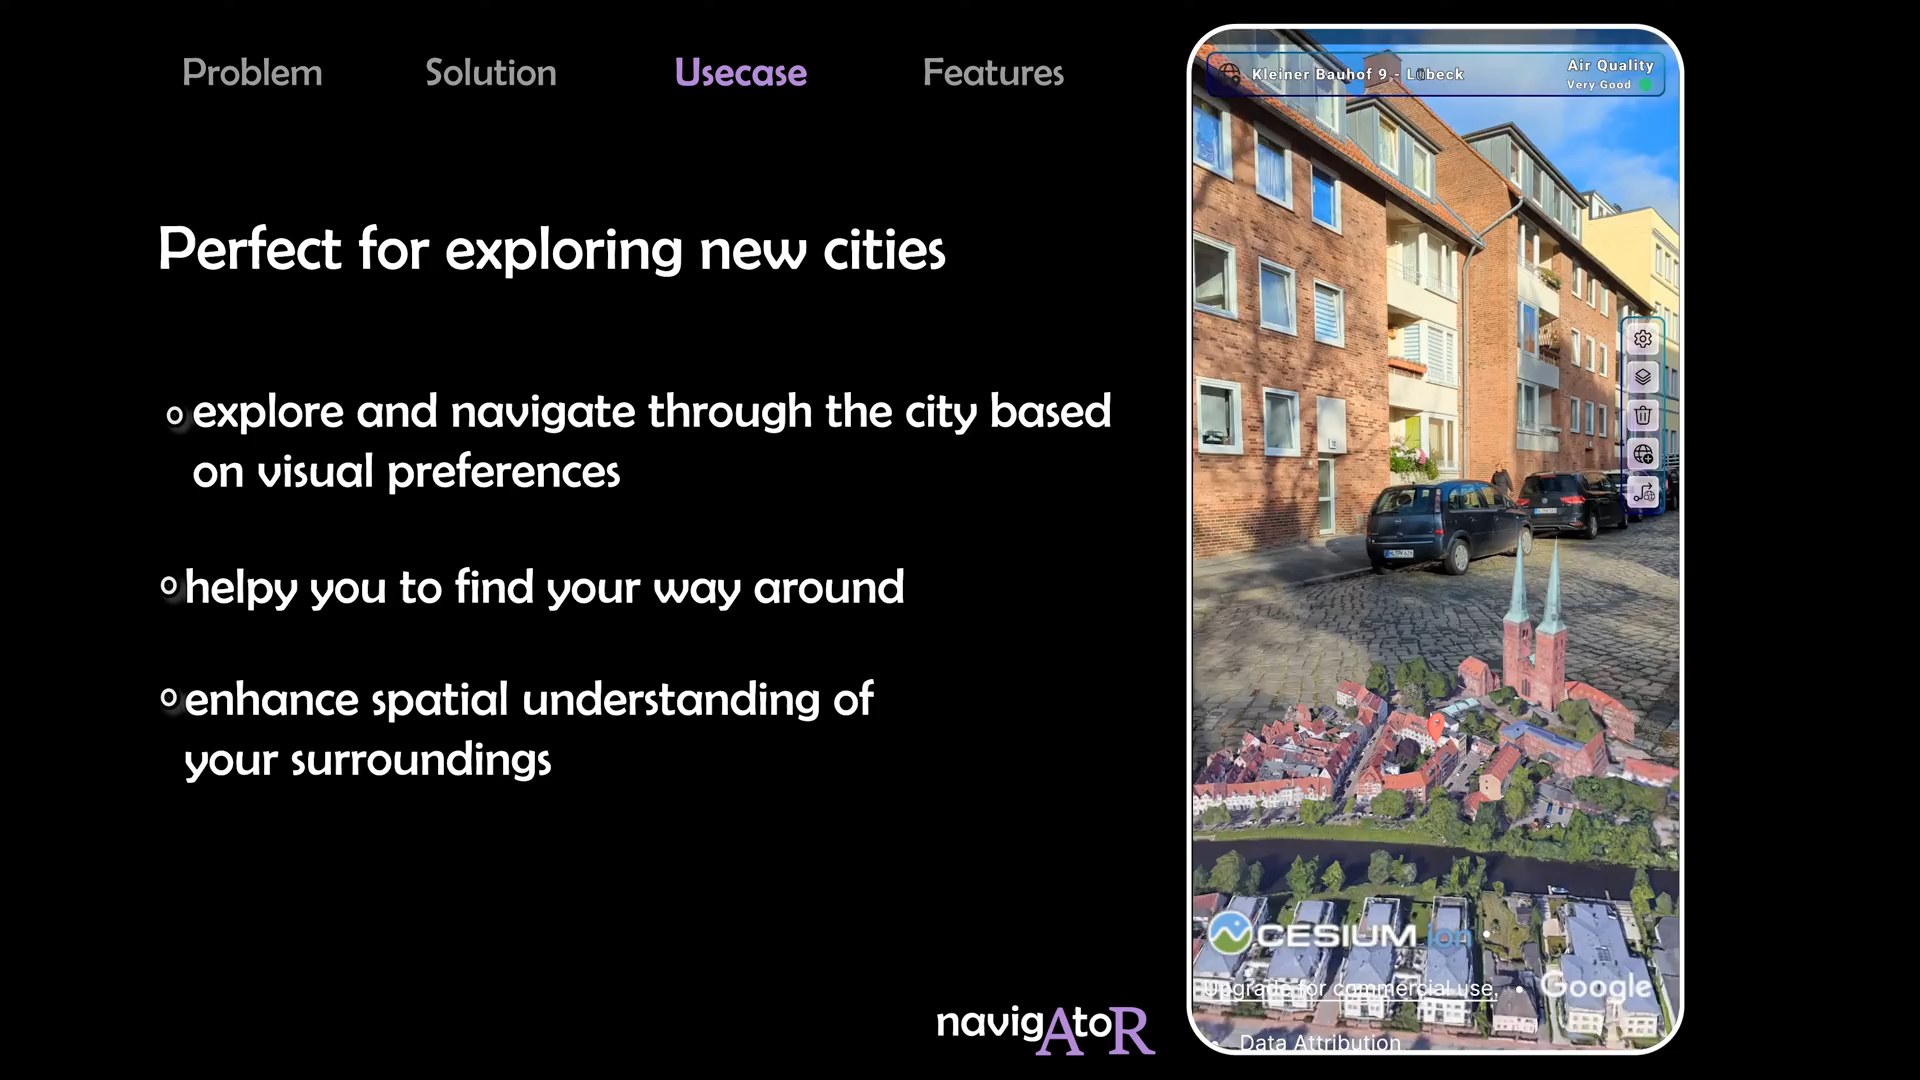 Problem Solution Usecase Features
Perfect for exploring new cities
explore and navigate through the city based
on visual preferences
helpy you to find your way around
enhance spatial understanding of
your surroundings
navigAtoR
Kleiner Bauhof 9 - Lübeck
Air Quality
Very Good
CESIUM ion
Upgrade for commercial use.
Google
Data Attribution